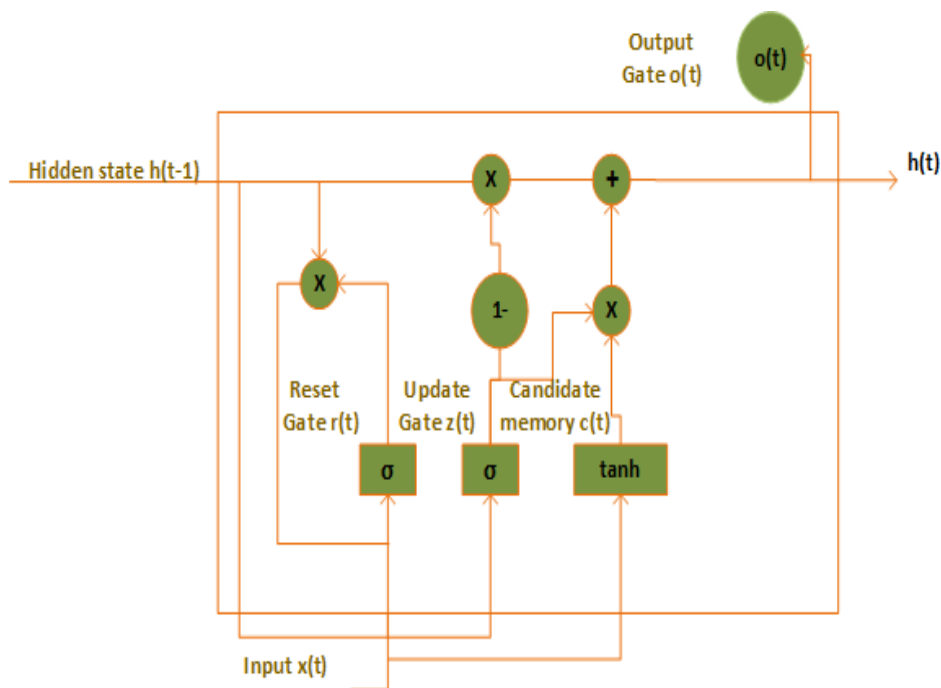 Output
Gate o(t)
o(t)
Hidden state h(t-1)
X
+
h(t)
X
1-
X
Reset
Gate r(t)
Update
Gate z(t)
Candidate
memory c(t)
σ
σ
tanh
Input x(t)